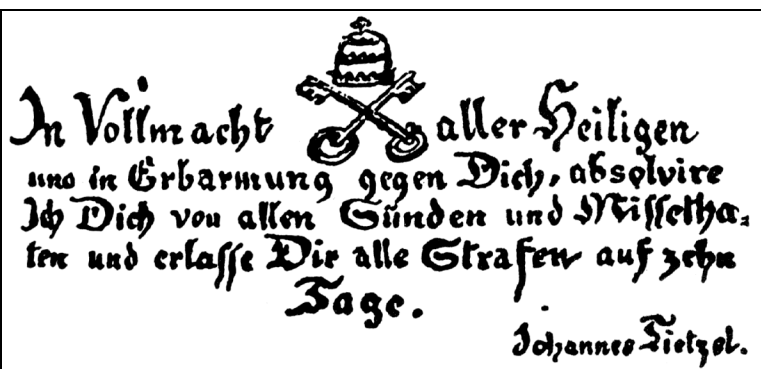 In Vollmacht aller Heiligen
und in Erbarmung gegen Dich, absolvire
Ich Dich von allen Sünden und Missetha-
ten und erlasse Dir alle Strafen auf zehn
Tage.
Johannes Tietzel.